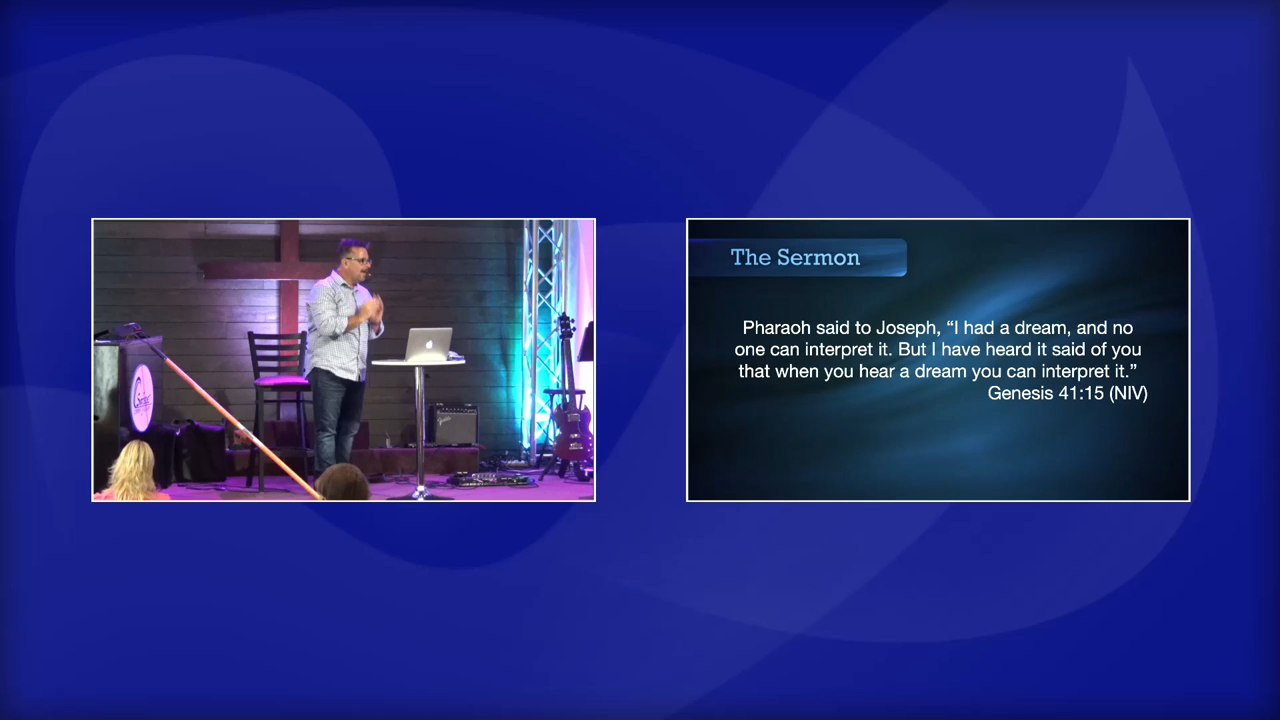 The Sermon
Pharaoh said to Joseph, “I had a dream, and no
one can interpret it. But I have heard it said of you
that when you hear a dream you can interpret it.”
Genesis 41:15 (NIV)